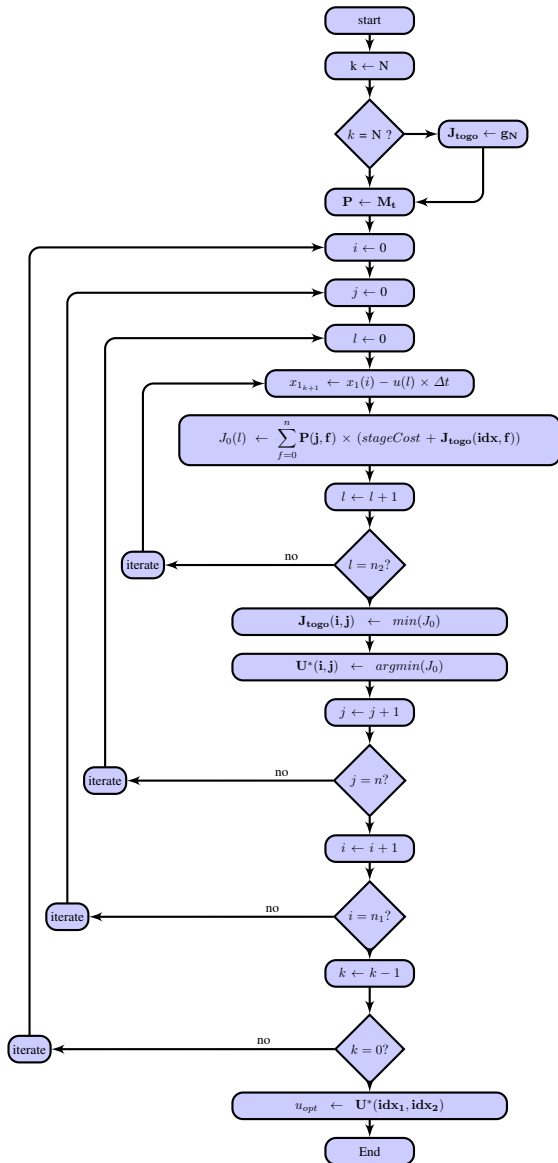 start
k ← N
k = N ?
J_togo ← g_N
P ← M_t
i ← 0
j ← 0
l ← 0
x_{1_{k+1}} ← x_1(i) − u(l) × Δt
J_0(l) ← ∑_{f=0}^{n} P(j, f) × (stageCost + J_togo(idx, f))
l ← l + 1
no
iterate
l = n_2?
J_togo(i, j) ← min(J_0)
U*(i, j) ← argmin(J_0)
j ← j + 1
no
iterate
j = n?
i ← i + 1
no
iterate
i = n_1?
k ← k − 1
no
iterate
k = 0?
u_opt ← U*(idx_1, idx_2)
End